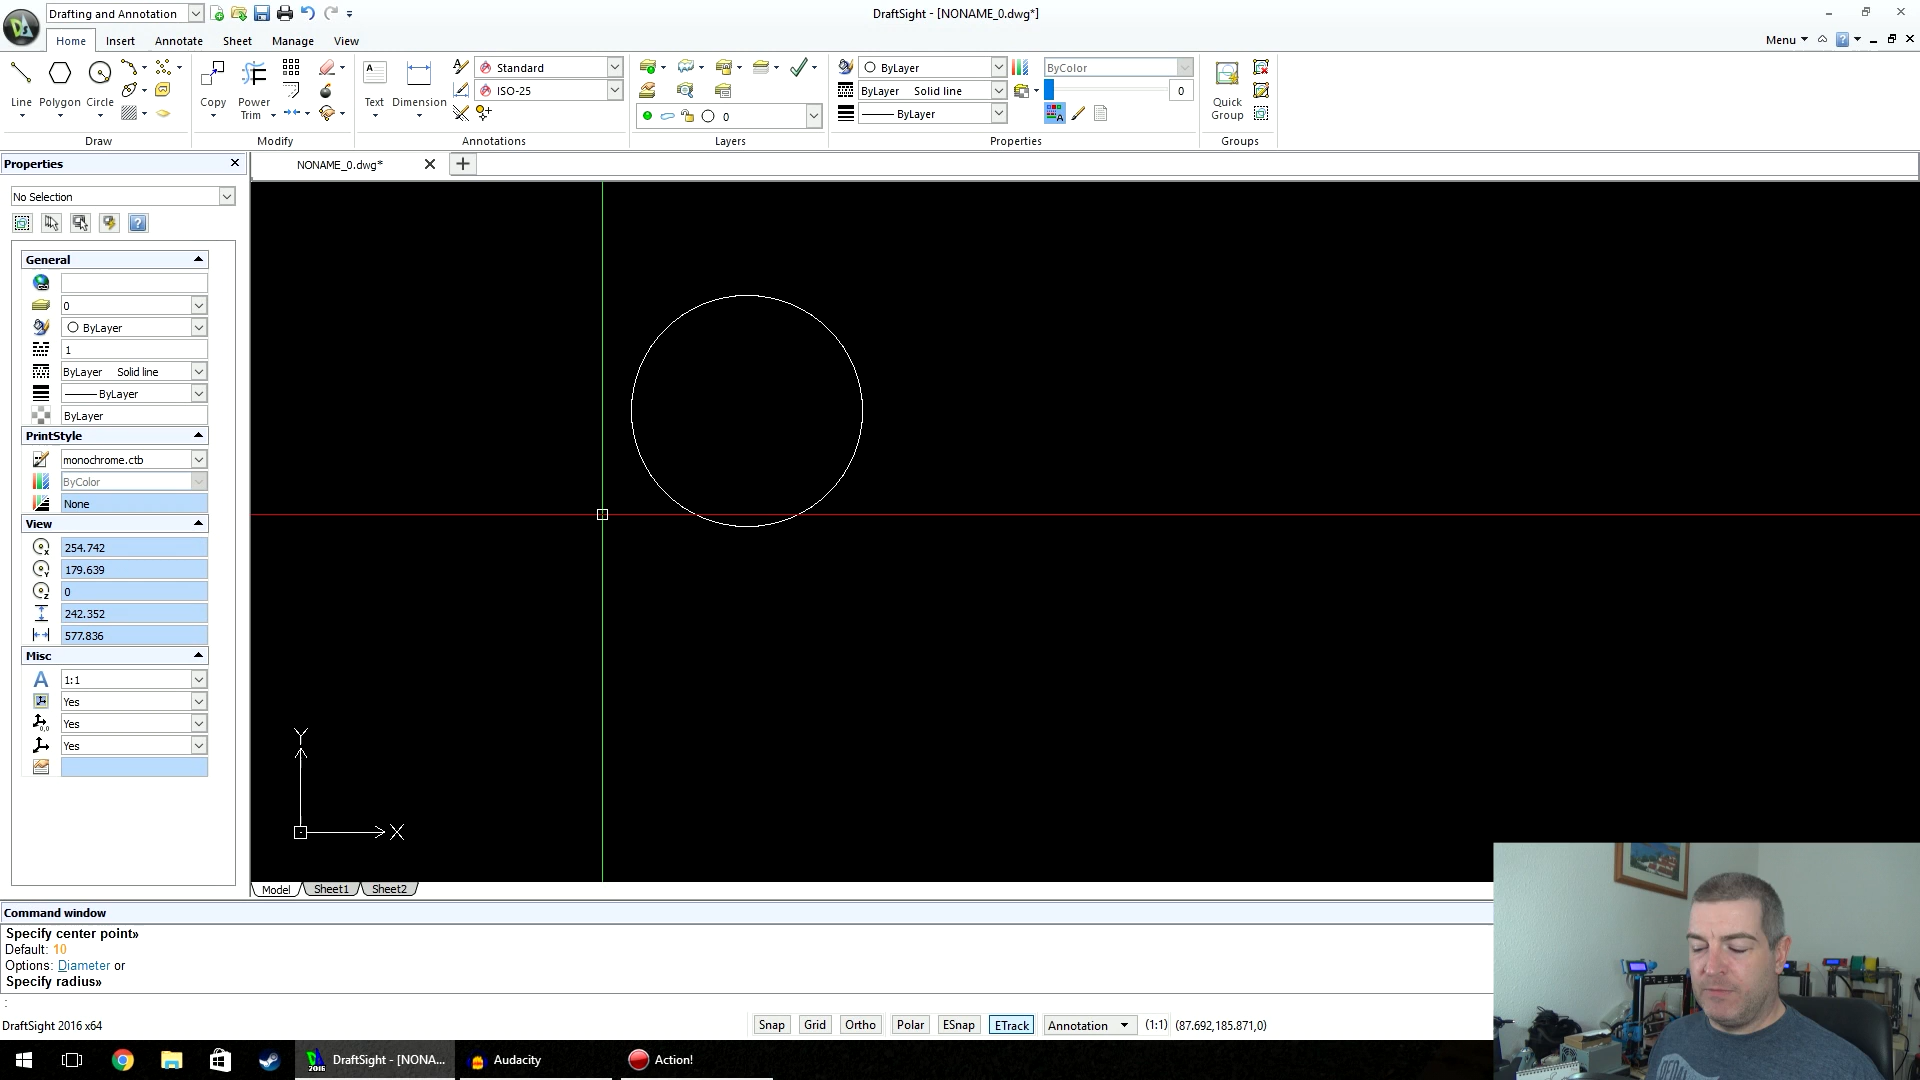 Drafting and Annotation
DraftSight - [NONAME_0.dwg*]
Home Insert Annotate Sheet Manage View
Menu
Line Polygon Circle
Copy Power Trim
Text Dimension
Standard
ISO-25
0
ByLayer
ByLayer Solid line
ByLayer
ByColor
0
Quick Group
Draw Modify Annotations Layers Properties Groups
Properties
NONAME_0.dwg*
No Selection
General
0
ByLayer
1
ByLayer Solid line
ByLayer
ByLayer
PrintStyle
monochrome.ctb
ByColor
None
View
254.742
179.639
0
242.352
577.836
Misc
1:1
Yes
Yes
Yes
Y
X
Model Sheet1 Sheet2
Command window
Specify center point»
Default: 10
Options: Diameter or
Specify radius»
:
DraftSight 2016 x64
Snap Grid Ortho Polar ESnap ETrack Annotation (1:1) (87.692,185.871,0)
DraftSight - [NONA...
Audacity
Action!